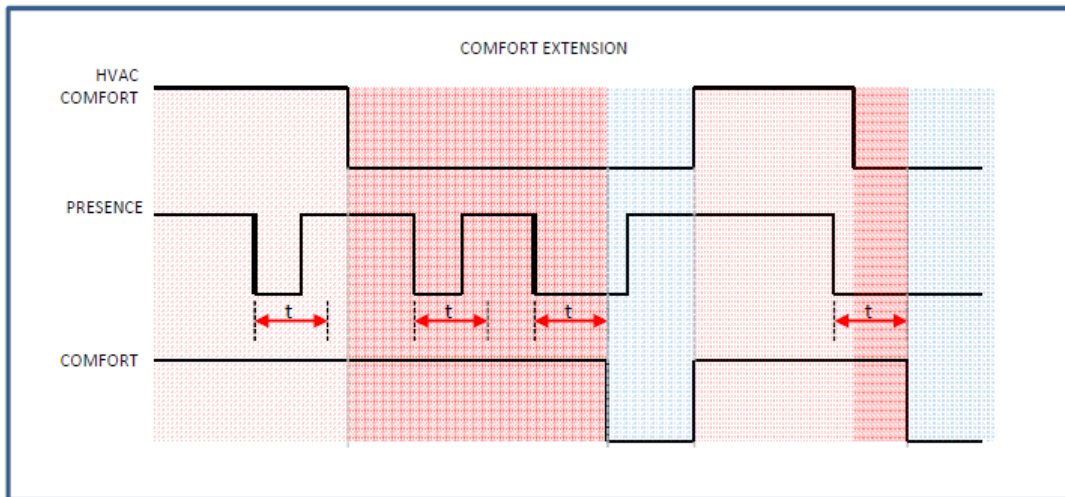 COMFORT EXTENSION
HVAC
COMFORT
PRESENCE
t
t
t
t
COMFORT